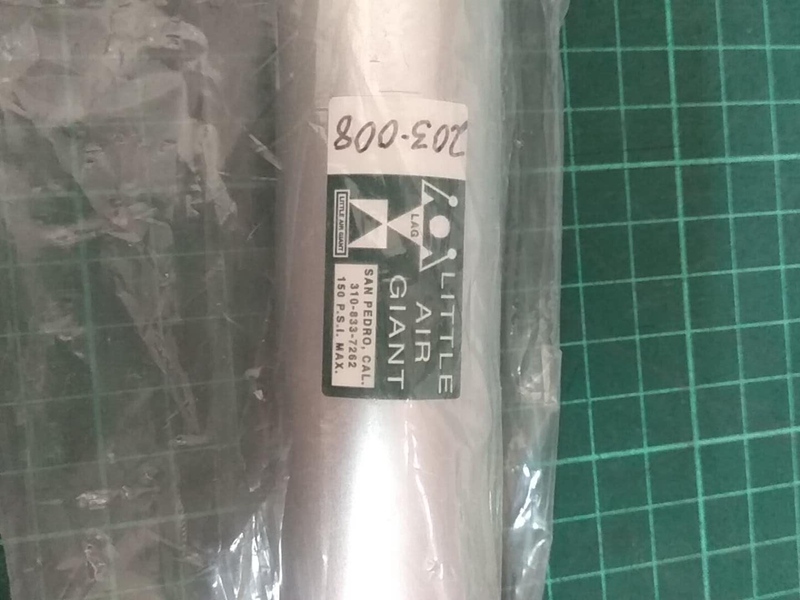 203-008
LAG
LITTLE AIR GIANT
LITTLE
AIR
GIANT
SAN PEDRO, CAL.
310-833-7262
150 P.S.I. MAX.